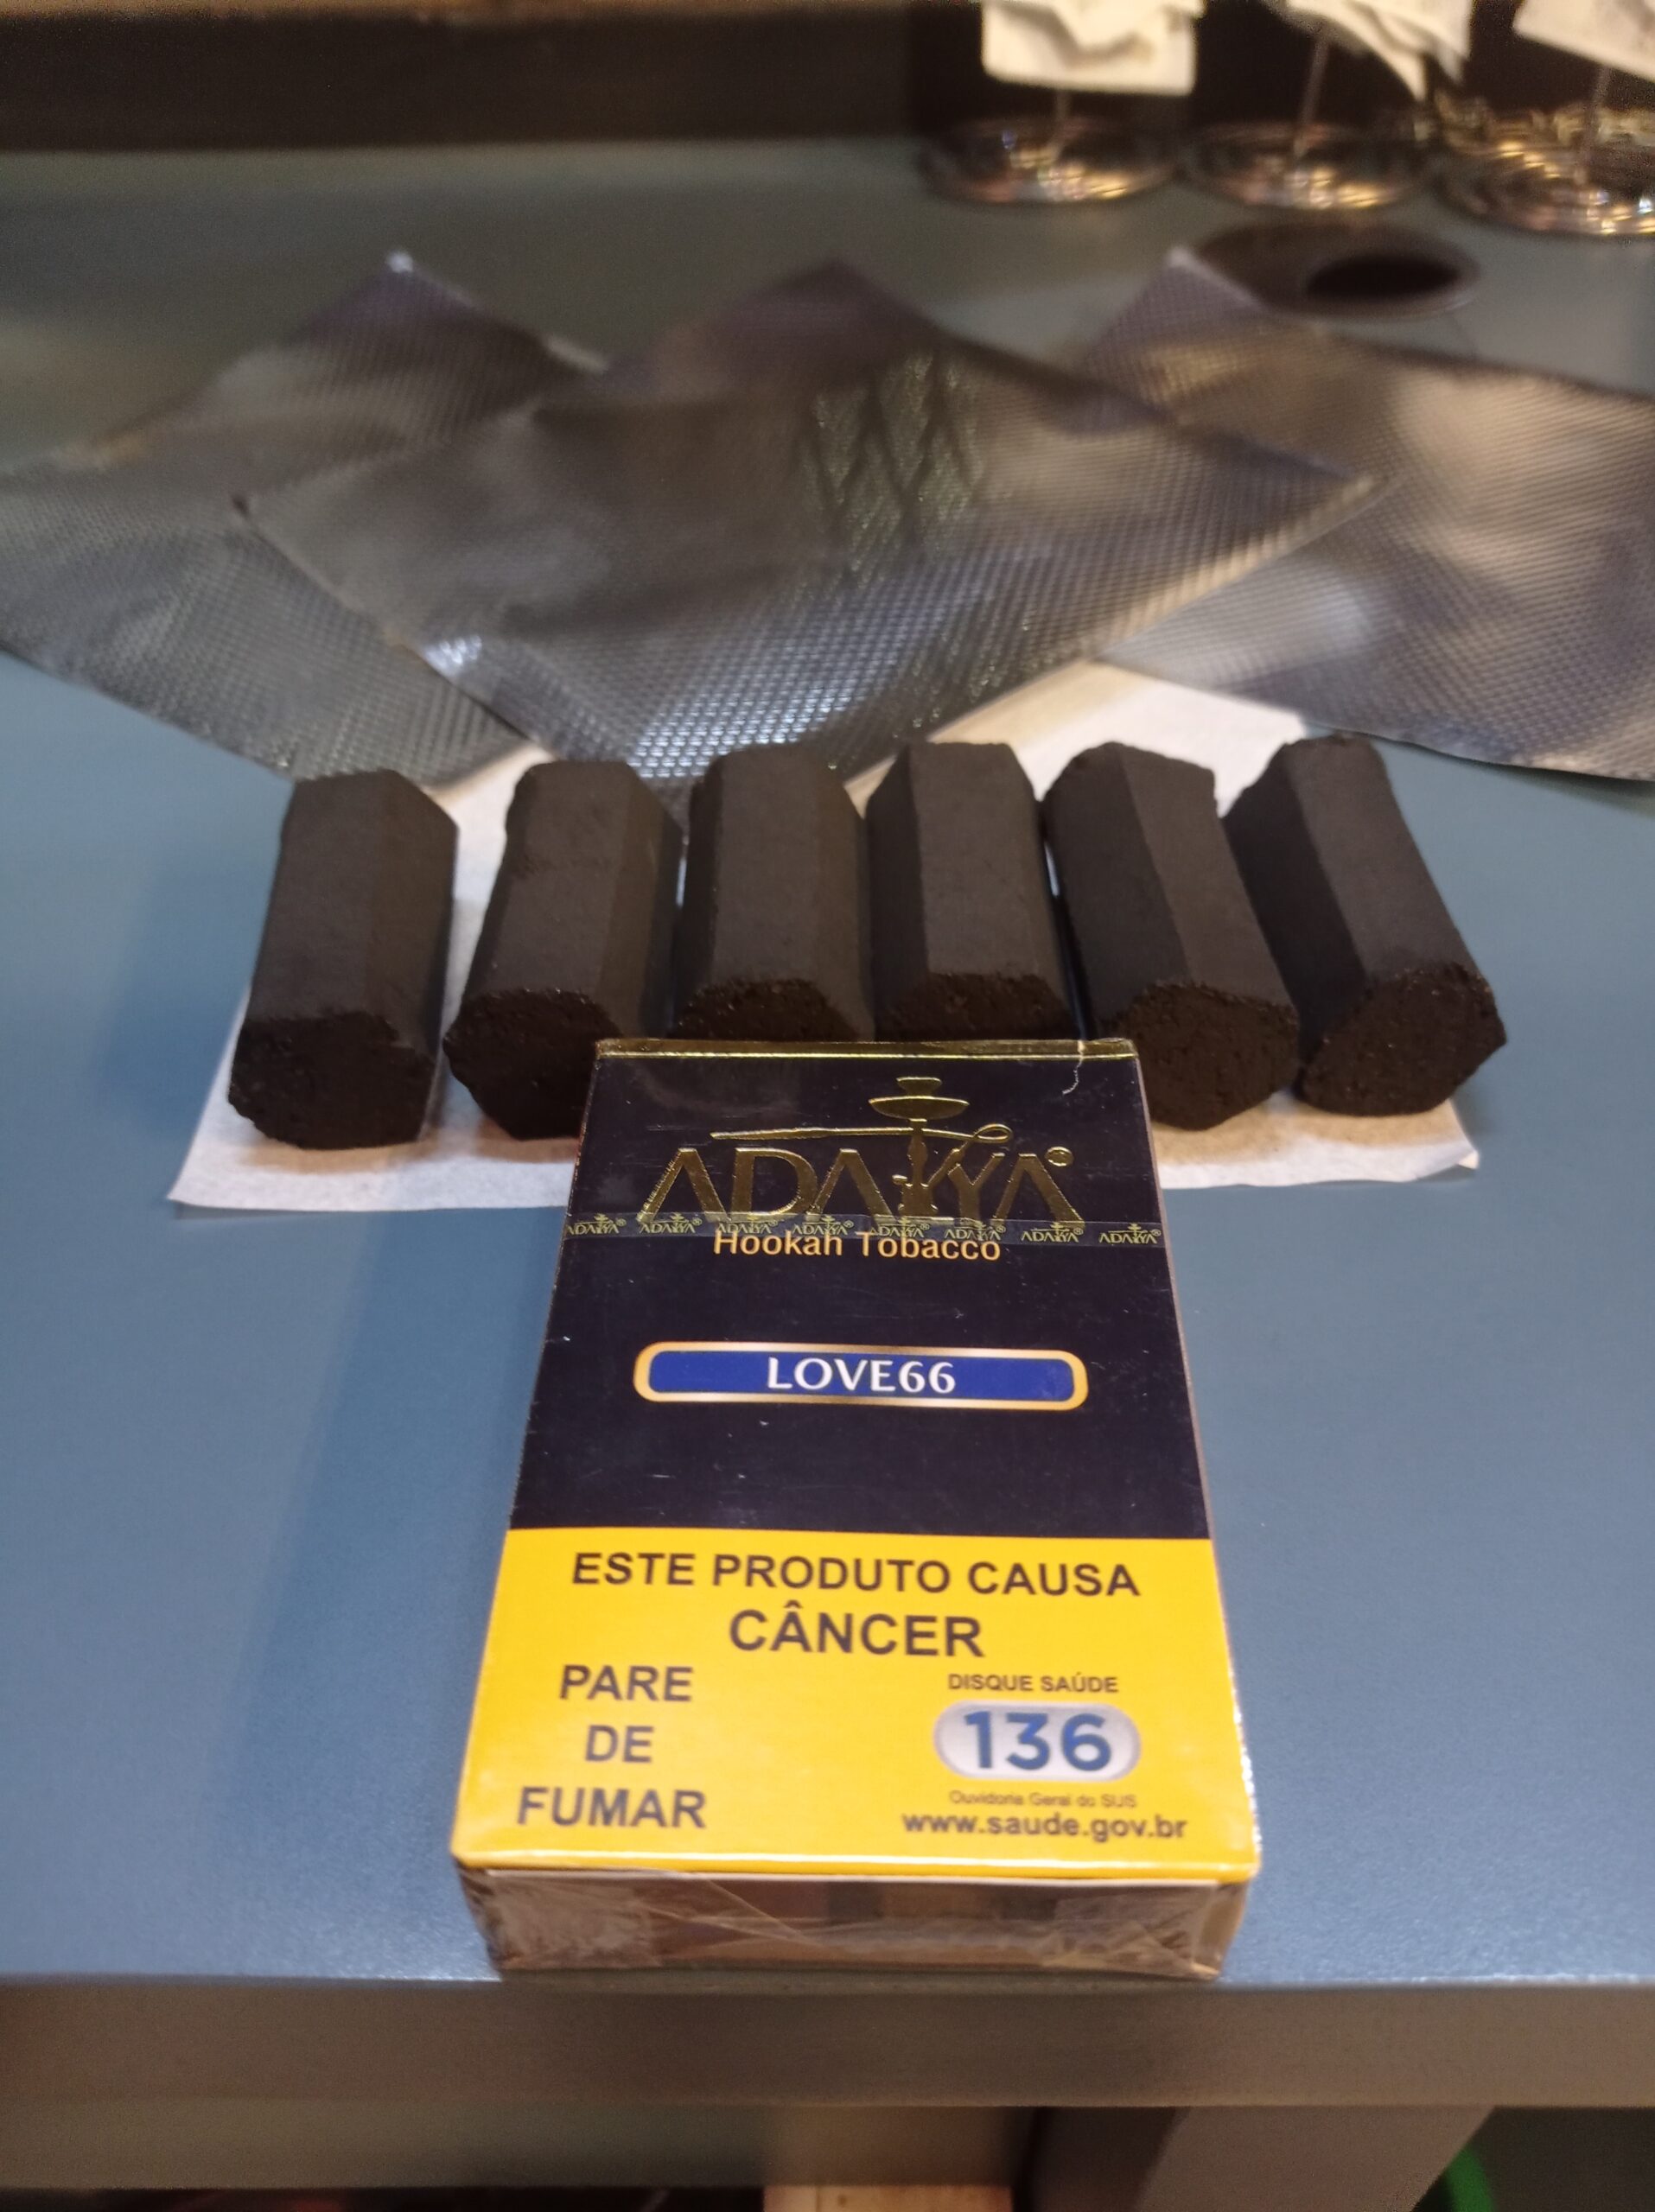 ADALYA®
ADALYA® ADALYA® ADALYA® ADALYA® ADALYA® ADALYA® ADALYA® ADALYA
Hookah Tobacco
LOVE66
ESTE PRODUTO CAUSA
CÂNCER
PARE
DE
FUMAR
DISQUE SAÚDE
136
Ouvidoria Geral do SUS
www.saude.gov.br